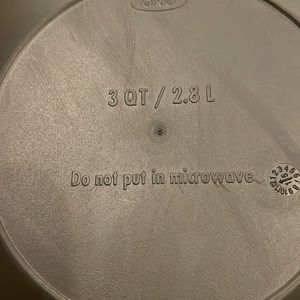 3 QT / 2.8 L
Do not put in microwave